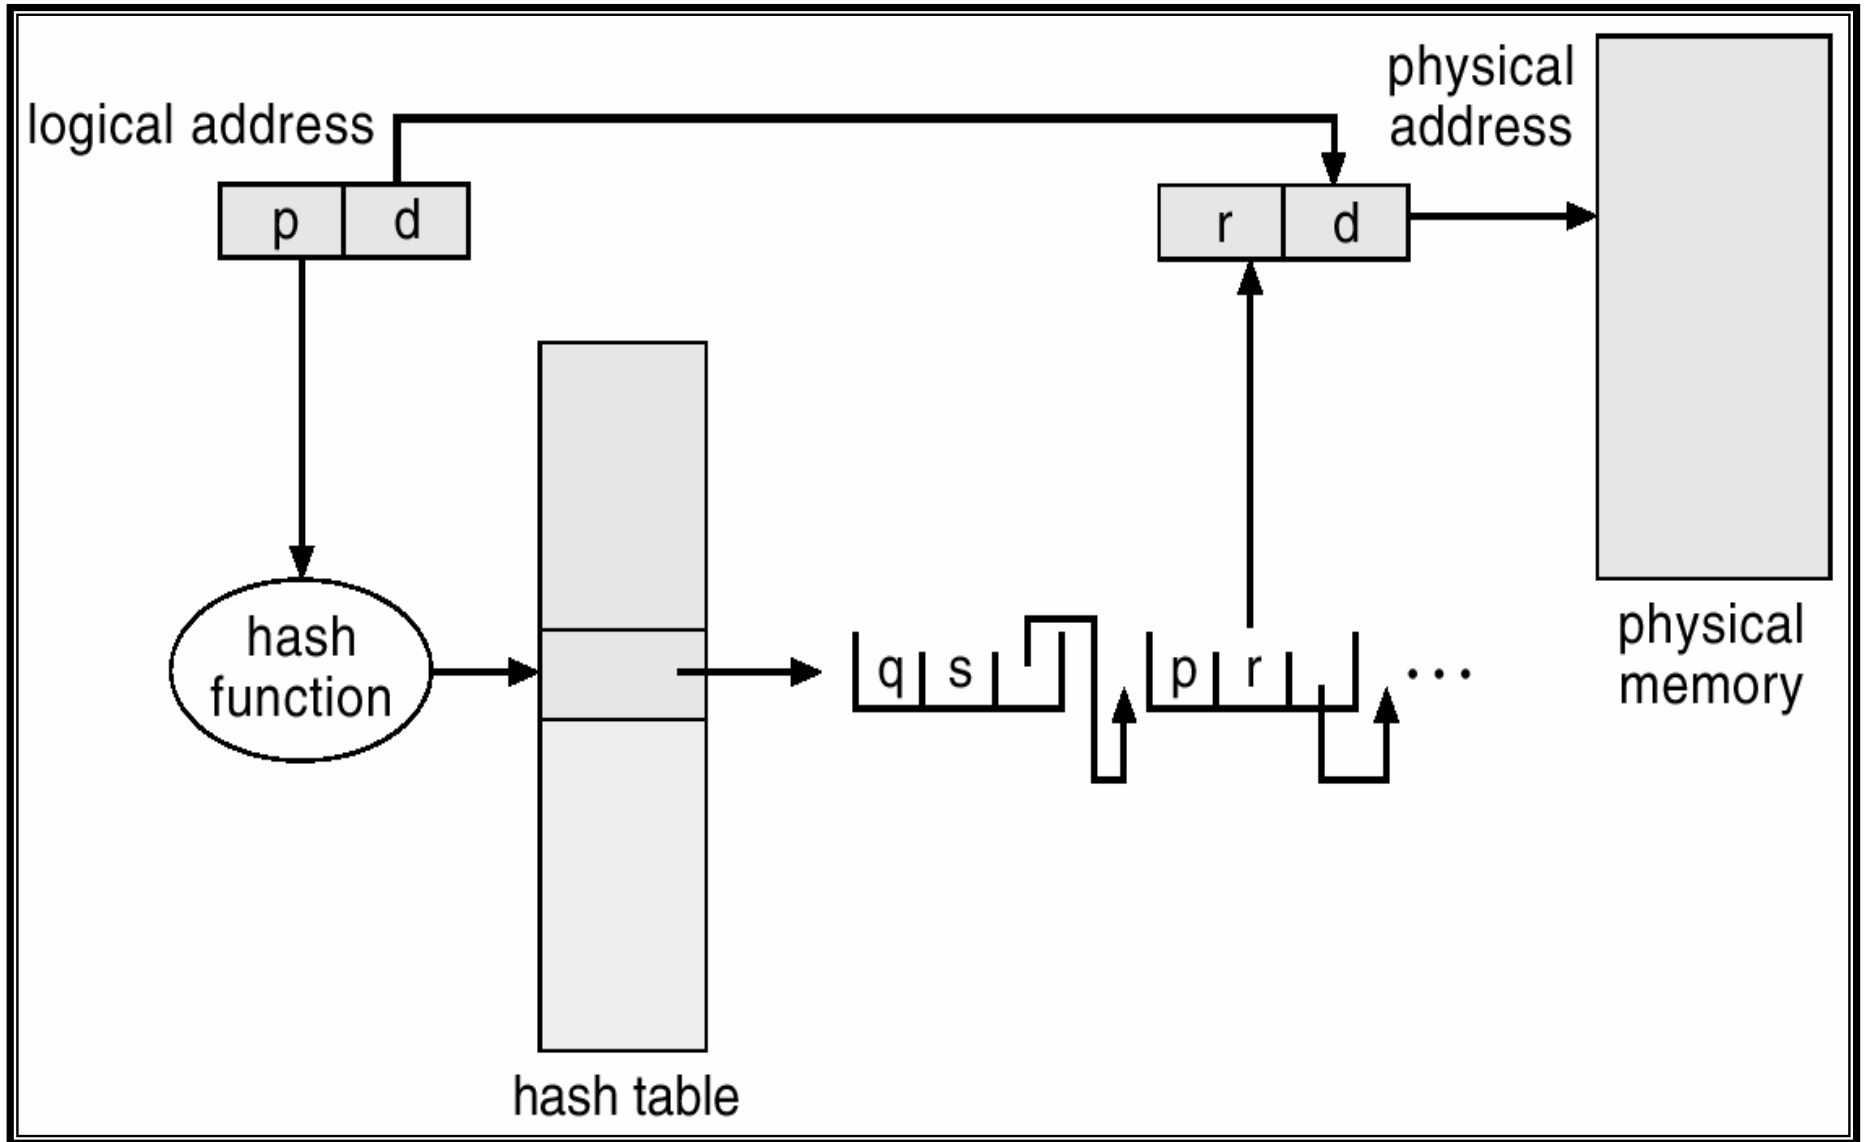 physical
address
logical address
p d
r d
hash
function
q s
p r
...
physical
memory
hash table